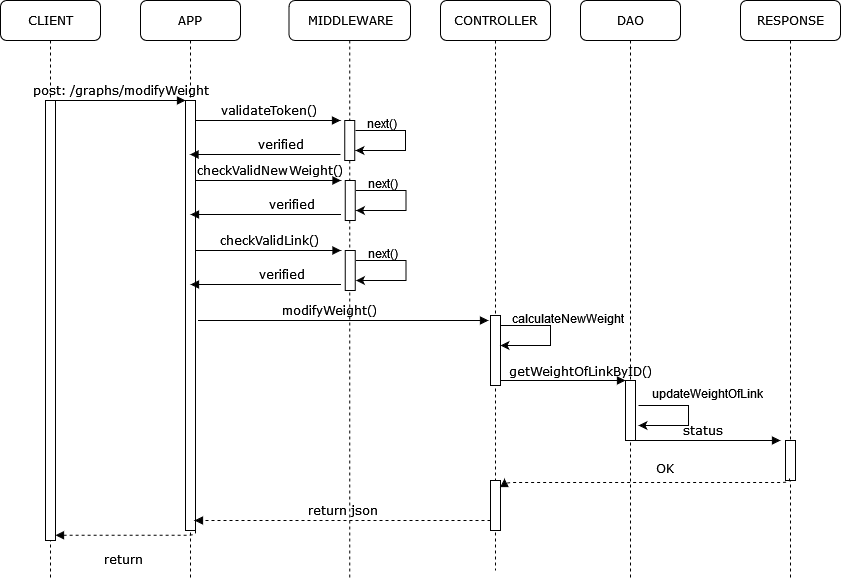 CLIENT
APP
MIDDLEWARE
CONTROLLER
DAO
RESPONSE
post: /graphs/modifyWeight
validateToken()
next()
verified
checkValidNewWeight()
next()
verified
checkValidLink()
next()
verified
modifyWeight()
calculateNewWeight
getWeightOfLinkByID()
updateWeightOfLink
status
OK
return json
return